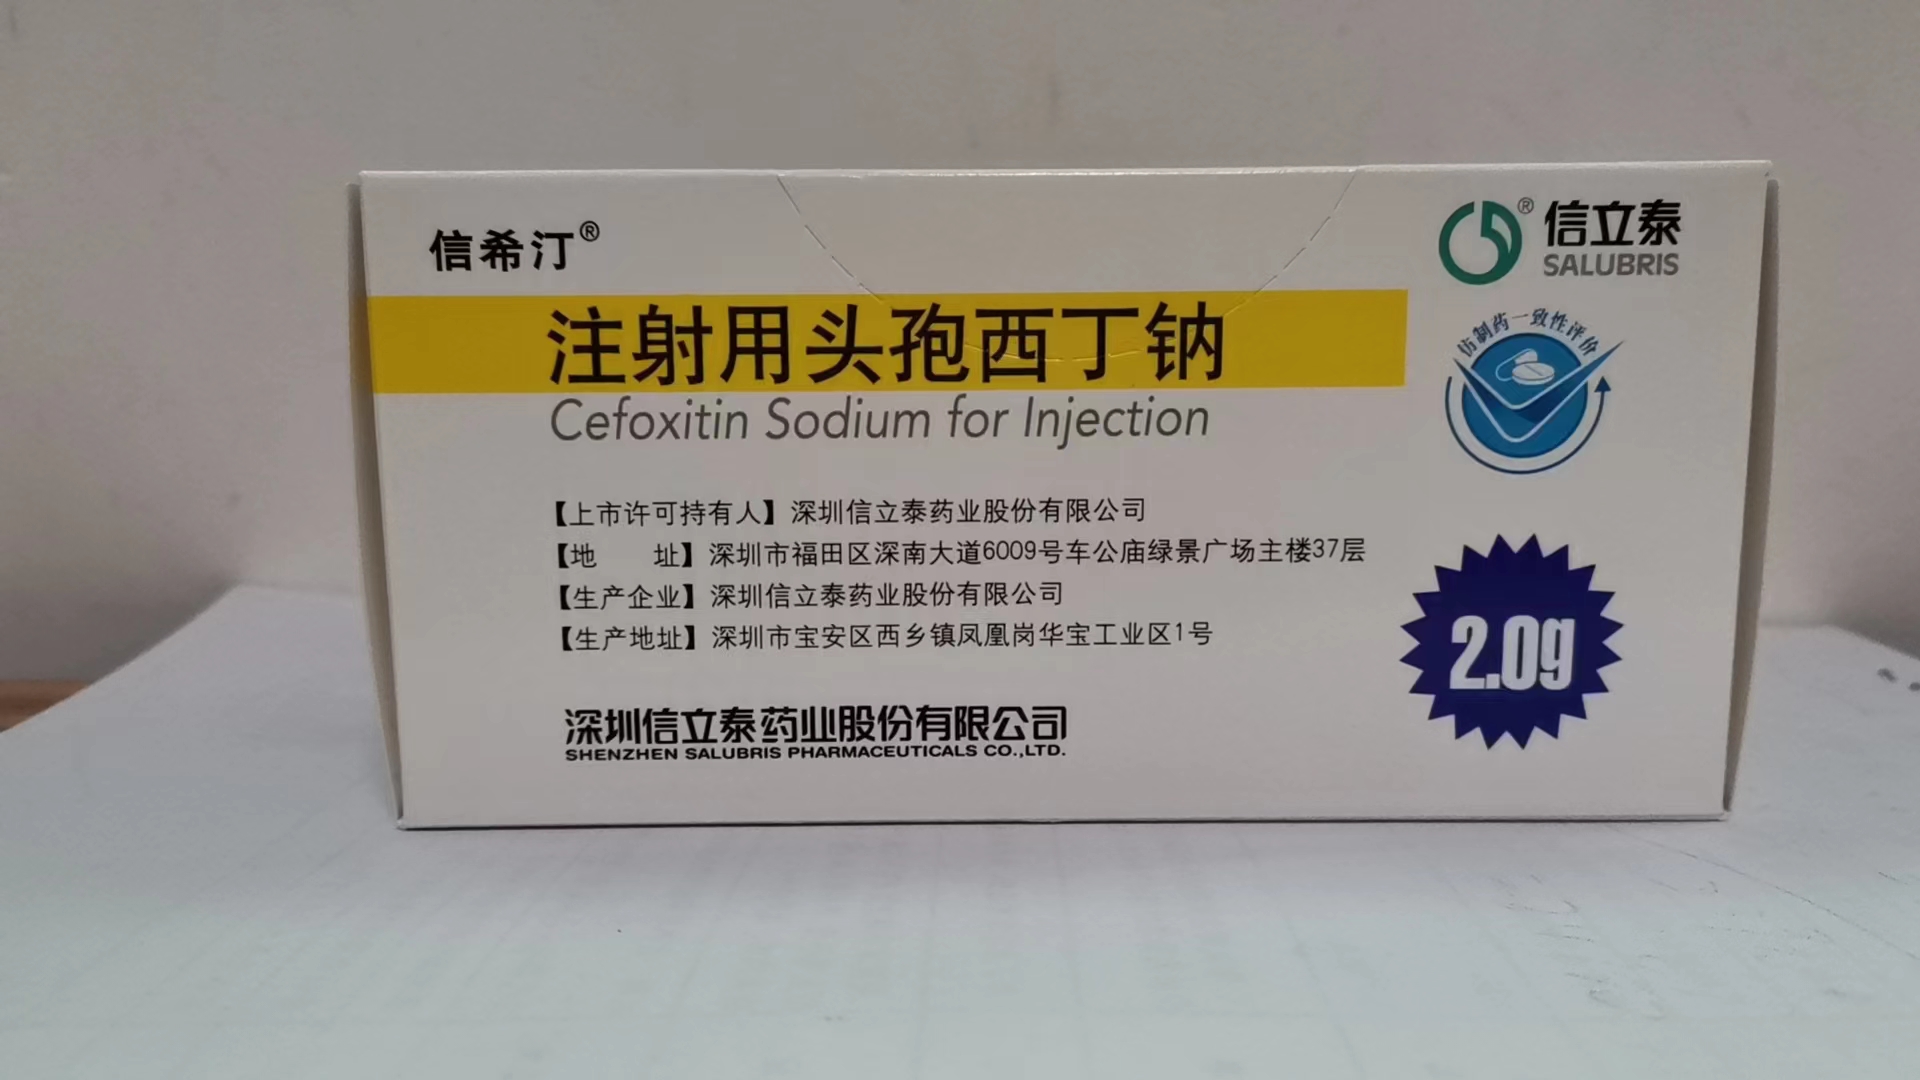 信希汀®
信立泰®
SALUBRIS
注射用头孢西丁钠
Cefoxitin Sodium for Injection
仿制药一致性评价
【上市许可持有人】深圳信立泰药业股份有限公司
【地　　址】深圳市福田区深南大道6009号车公庙绿景广场主楼37层
【生产企业】深圳信立泰药业股份有限公司
【生产地址】深圳市宝安区西乡镇凤凰岗华宝工业区1号
2.0g
深圳信立泰药业股份有限公司
SHENZHEN SALUBRIS PHARMACEUTICALS CO.,LTD.